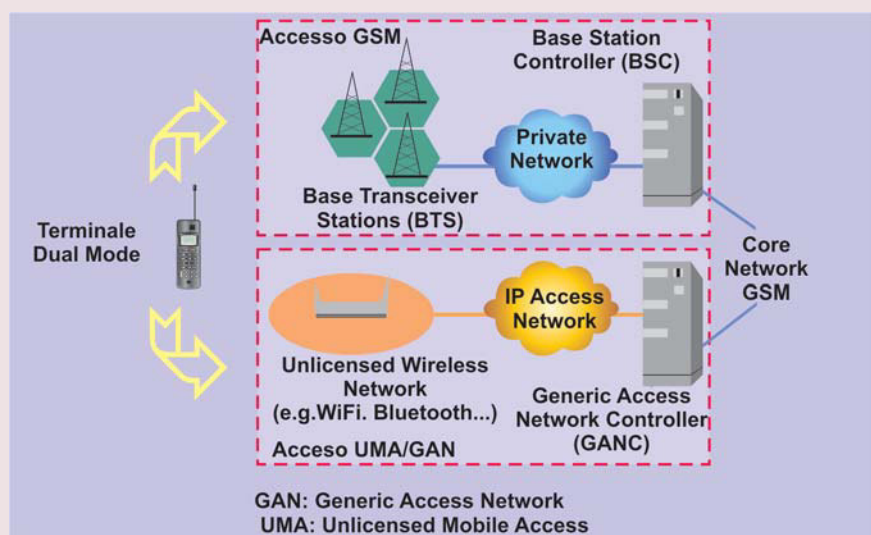 Accesso GSM
Base Station
Controller (BSC)
Private
Network
Base Transceiver
Stations (BTS)
Terminale
Dual Mode
Core
Network
GSM
IP Access
Network
Unlicensed Wireless
Network
(e.g.WiFi. Bluetooth...)
Generic Access
Network Controller
(GANC)
Acceso UMA/GAN
GAN: Generic Access Network
UMA: Unlicensed Mobile Access